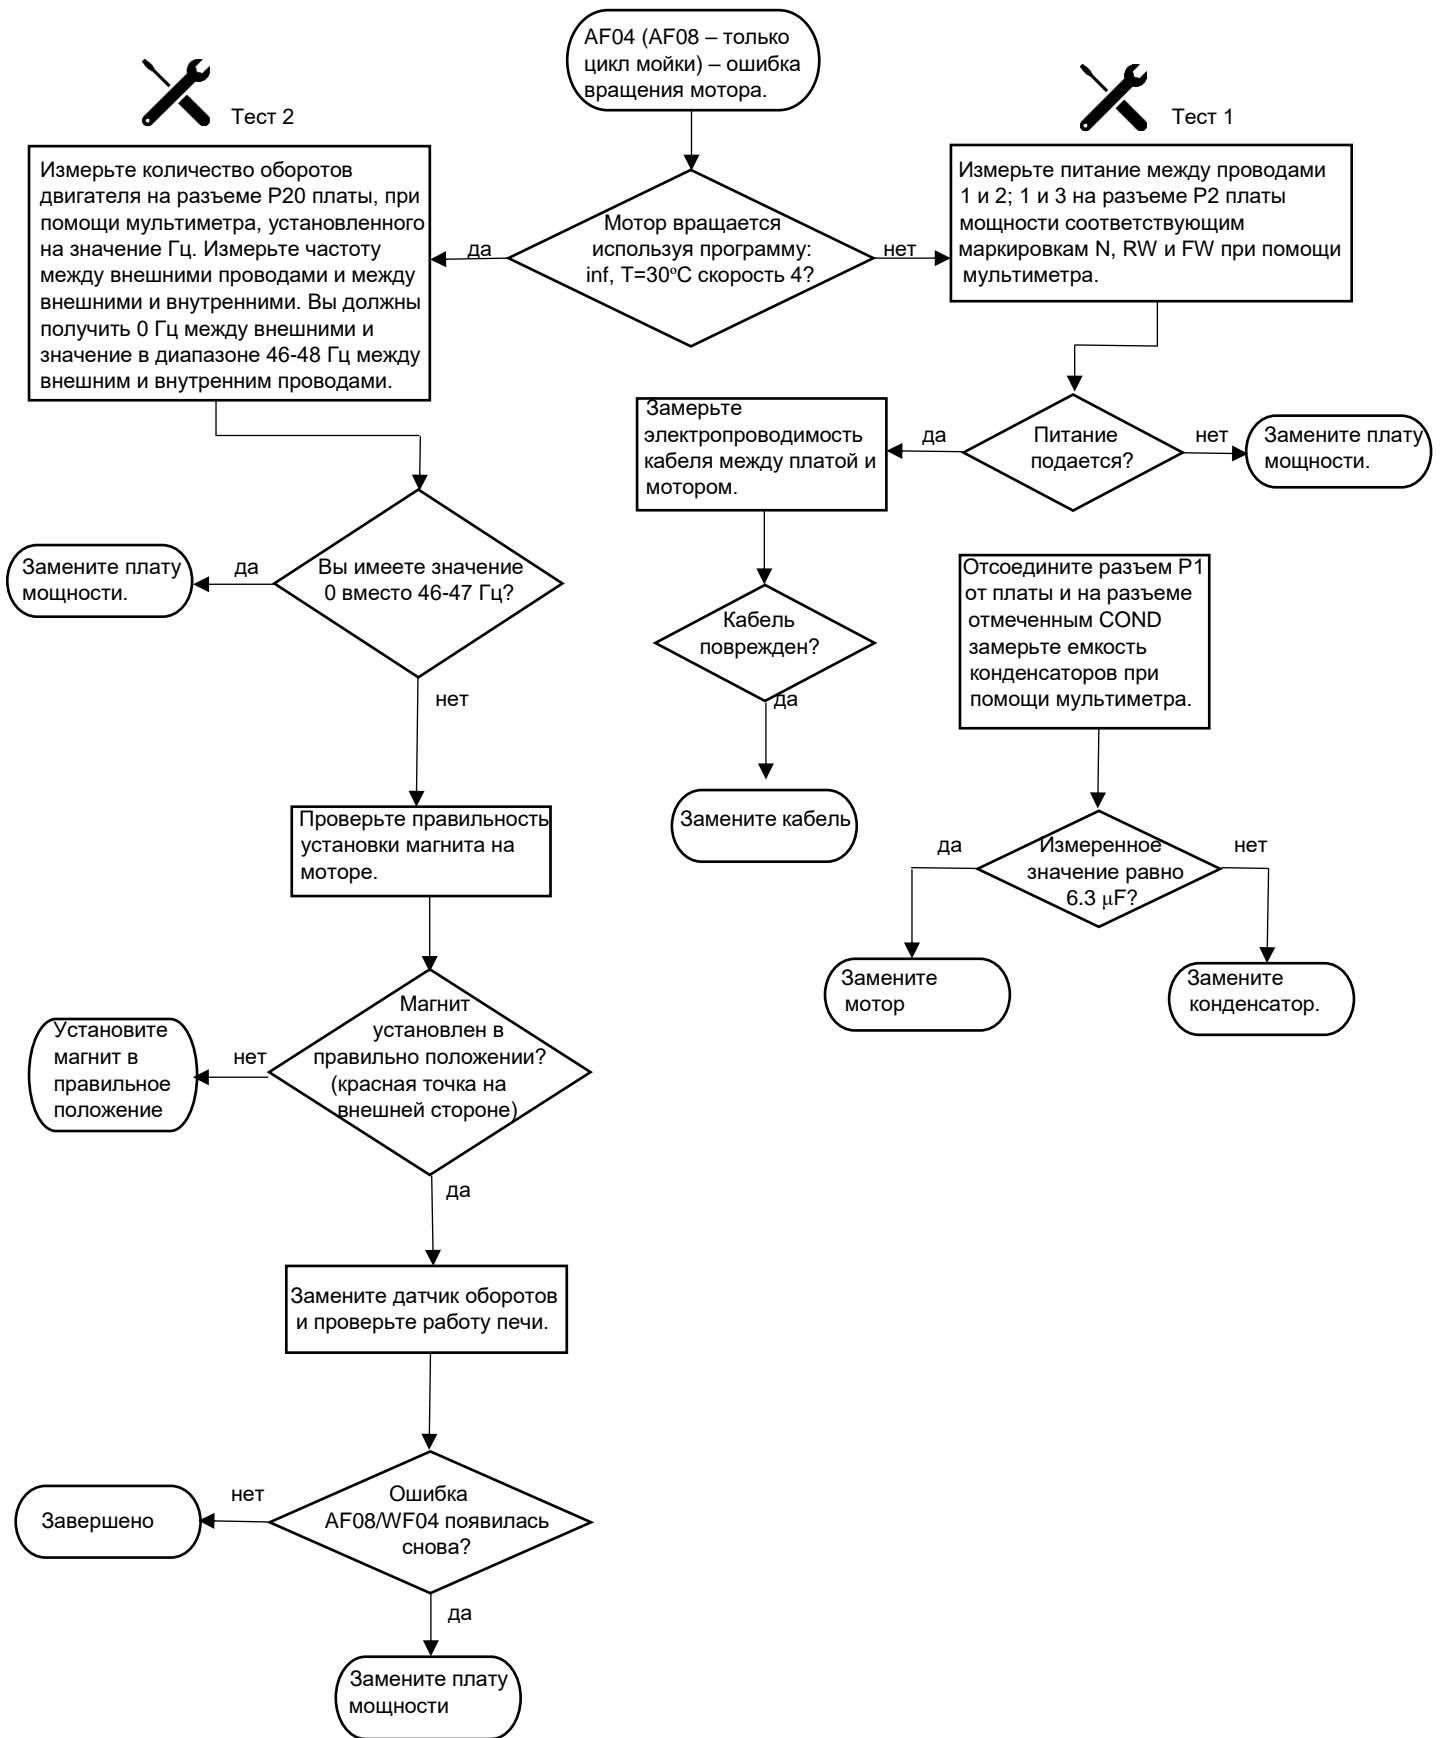 AF04 (AF08 – только
цикл мойки) – ошибка
вращения мотора.
Тест 2
Тест 1
Измерьте количество оборотов
двигателя на разъеме P20 платы, при
помощи мультиметра, установленного
на значение Гц. Измерьте частоту
между внешними проводами и между
внешними и внутренними. Вы должны
получить 0 Гц между внешними и
значение в диапазоне 46-48 Гц между
внешним и внутренним проводами.
да
Мотор вращается
используя программу:
inf, T=30ºC скорость 4?
нет
Измерьте питание между проводами
1 и 2; 1 и 3 на разъеме P2 платы
мощности соответствующим
маркировкам N, RW и FW при помощи
мультиметра.
Замерьте
электропроводимость
кабеля между платой и
мотором.
да
Питание
подается?
нет
Замените плату
мощности.
Замените плату
мощности.
да
Вы имеете значение
0 вместо 46-47 Гц?
нет
Кабель
поврежден?
да
Замените кабель
Отсоедините разъем P1
от платы и на разъеме
отмеченным COND
замерьте емкость
конденсаторов при
помощи мультиметра.
да
Измеренное
значение равно
6.3 μF?
нет
Замените
мотор
Замените
конденсатор.
Проверьте правильность
установки магнита на
моторе.
Установите
магнит в
правильное
положение
нет
Магнит
установлен в
правильно положении?
(красная точка на
внешней стороне)
да
Замените датчик оборотов
и проверьте работу печи.
Завершено
нет
Ошибка
AF08/WF04 появилась
снова?
да
Замените плату
мощности